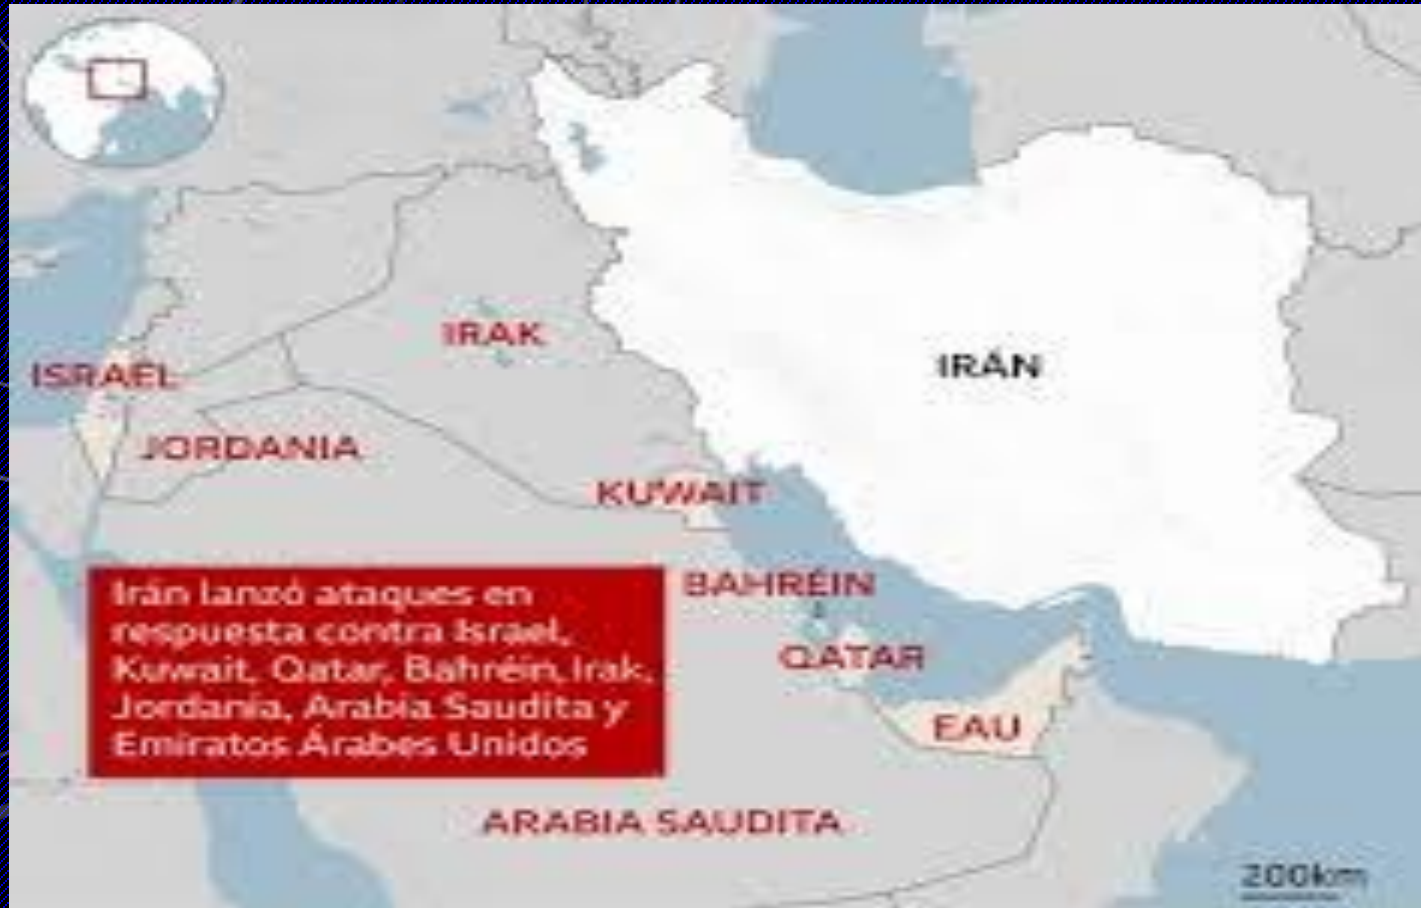 IRAK
IRÁN
ISRAEL
JORDANIA
KUWAIT
Irán lanzó ataques en
respuesta contra Israel,
Kuwait, Qatar, Bahréin, Irak,
Jordania, Arabia Saudita y
Emiratos Árabes Unidos
BAHRÉIN
QATAR
EAU
ARABIA SAUDITA
200km